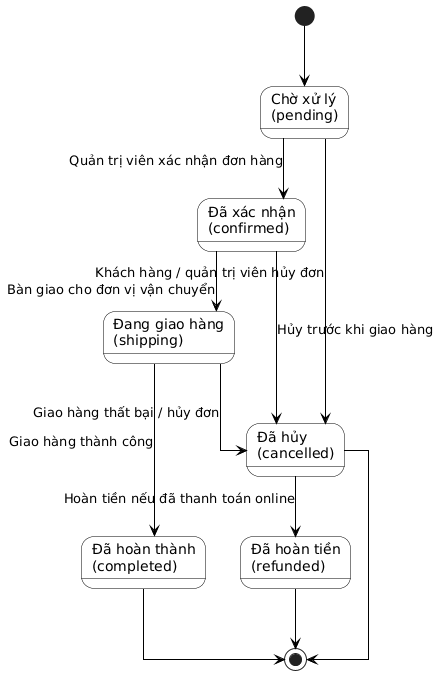 Chờ xử lý
(pending)
Quản trị viên xác nhận đơn hàng
Đã xác nhận
(confirmed)
Khách hàng / quản trị viên hủy đơn
Bàn giao cho đơn vị vận chuyển
Đang giao hàng
(shipping)
Hủy trước khi giao hàng
Giao hàng thất bại / hủy đơn
Giao hàng thành công
Đã hủy
(cancelled)
Hoàn tiền nếu đã thanh toán online
Đã hoàn thành
(completed)
Đã hoàn tiền
(refunded)